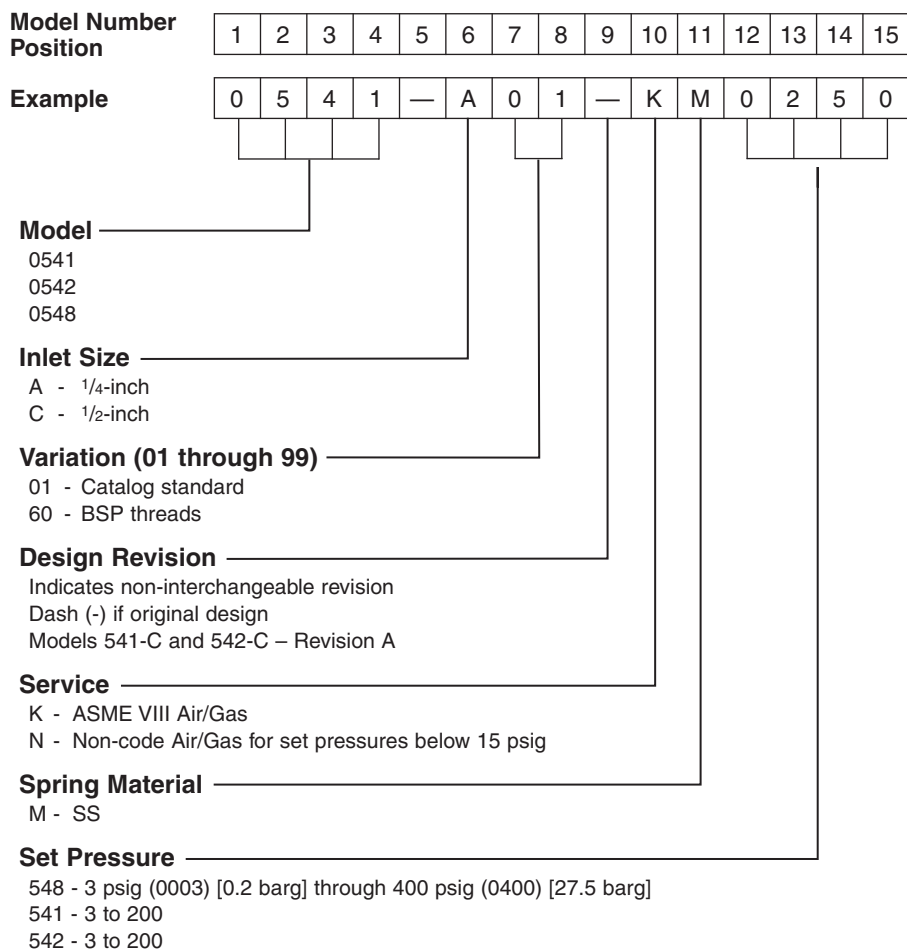 Model Number
Position
1 2 3 4 5 6 7 8 9 10 11 12 13 14 15
Example
0 5 4 1 — A 0 1 — K M 0 2 5 0
Model
0541
0542
0548
Inlet Size
A - 1/4-inch
C - 1/2-inch
Variation (01 through 99)
01 - Catalog standard
60 - BSP threads
Design Revision
Indicates non-interchangeable revision
Dash (-) if original design
Models 541-C and 542-C – Revision A
Service
K - ASME VIII Air/Gas
N - Non-code Air/Gas for set pressures below 15 psig
Spring Material
M - SS
Set Pressure
548 - 3 psig (0003) [0.2 barg] through 400 psig (0400) [27.5 barg]
541 - 3 to 200
542 - 3 to 200